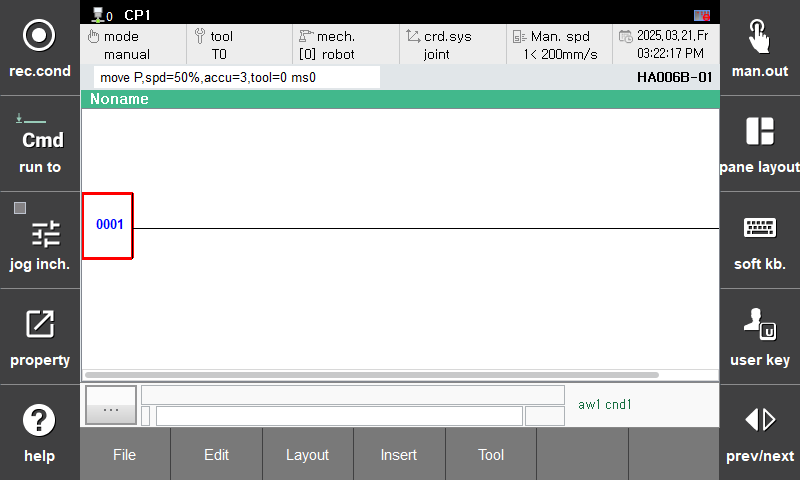 0 CP1
rec.cond
mode
manual
tool
T0
mech.
[0] robot
crd.sys
joint
Man. spd
1< 200mm/s
2025,03,21,Fr
03:22:17 PM
man.out
move P,spd=50%,accu=3,tool=0 ms0
HA006B-01
Noname
Cmd
run to
pane layout
0001
jog inch.
soft kb.
property
U
user key
...
aw1 cnd1
?
help
File
Edit
Layout
Insert
Tool
prev/next